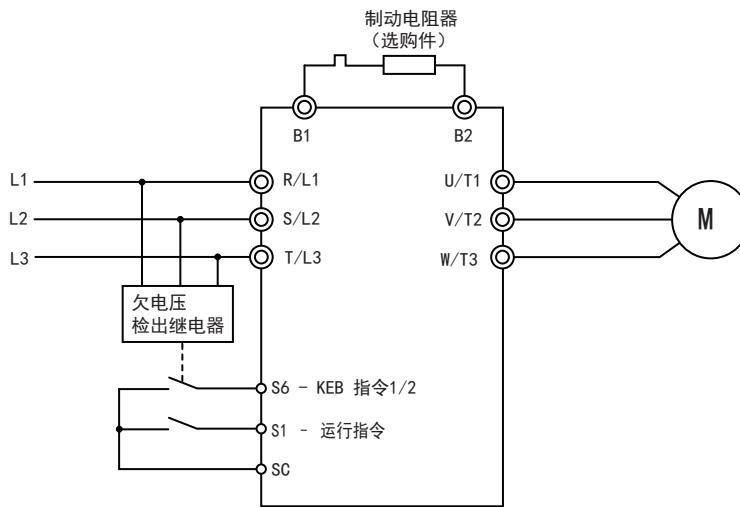 制动电阻器
（选购件）
B1
B2
L1
R/L1
U/T1
L2
S/L2
V/T2
M
L3
T/L3
W/T3
欠电压
检出继电器
S6 - KEB 指令1/2
S1 - 运行指令
SC